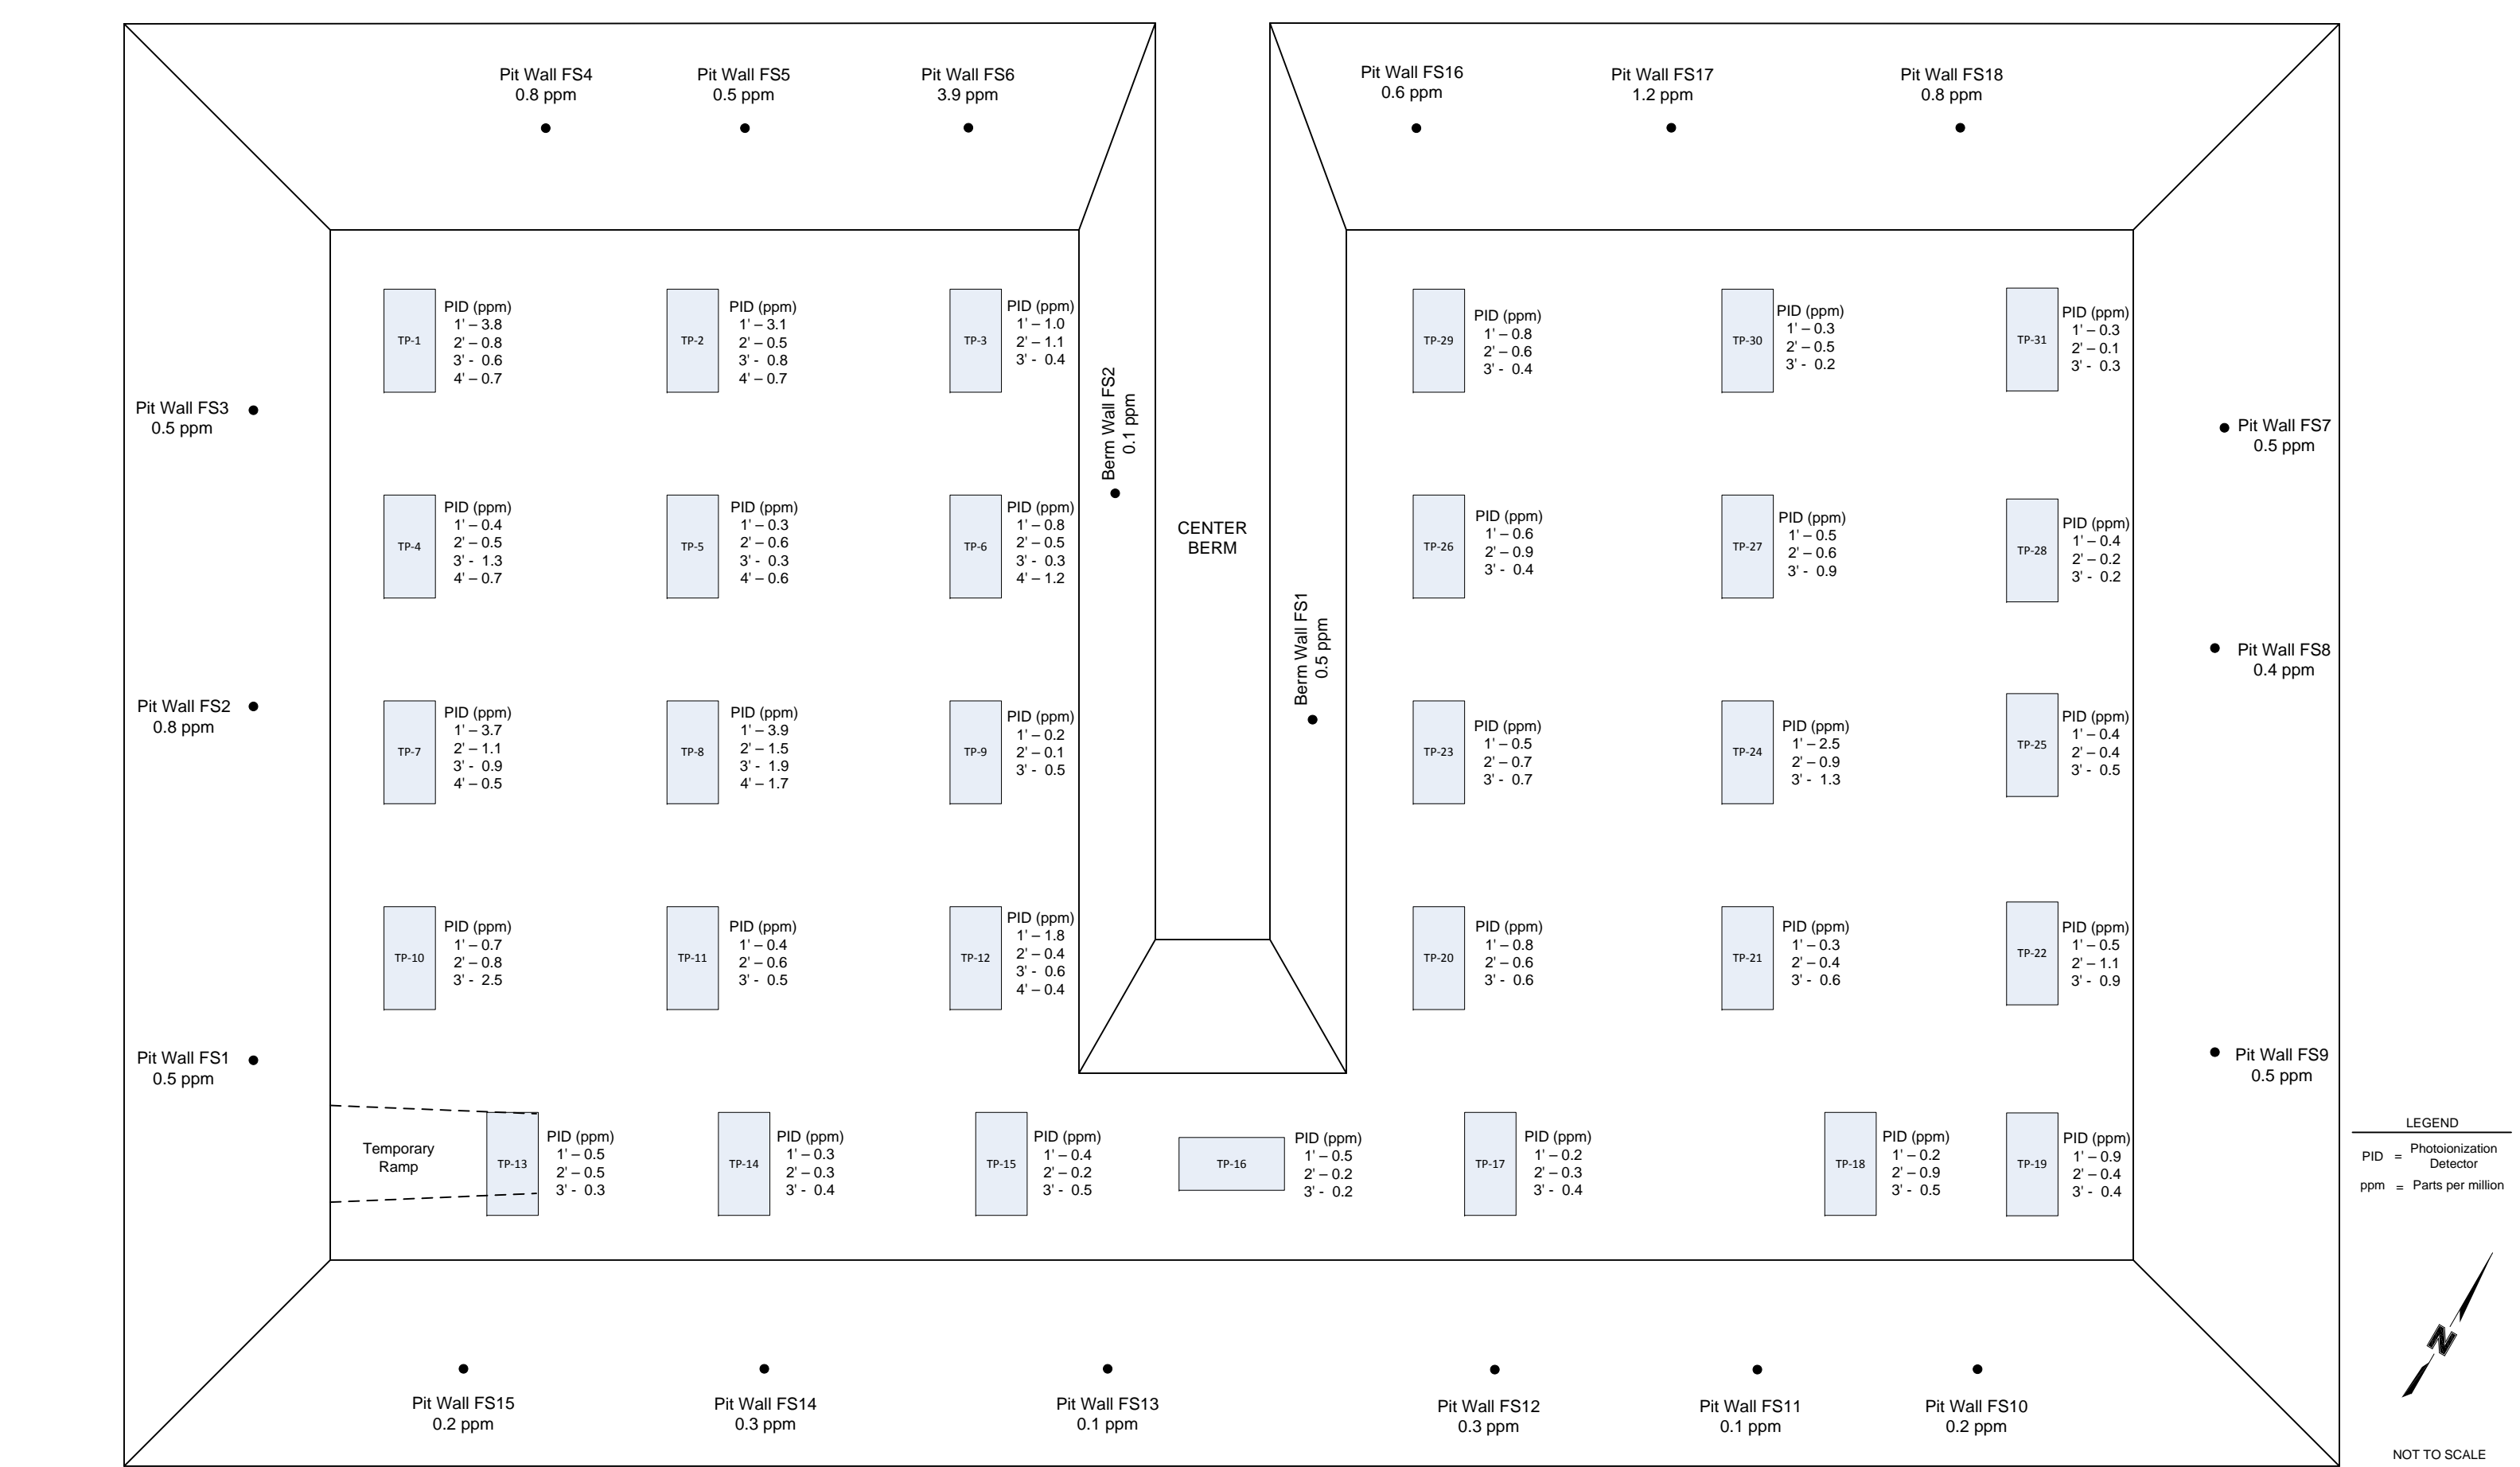 Pit Wall FS4
0.8 ppm
Pit Wall FS5
0.5 ppm
Pit Wall FS6
3.9 ppm
Pit Wall FS16
0.6 ppm
Pit Wall FS17
1.2 ppm
Pit Wall FS18
0.8 ppm
TP-1
PID (ppm)
1' – 3.8
2' – 0.8
3' -  0.6
4' – 0.7
TP-2
PID (ppm)
1' – 3.1
2' – 0.5
3' -  0.8
4' – 0.7
TP-3
PID (ppm)
1' – 1.0
2' – 1.1
3' -  0.4
TP-29
PID (ppm)
1' – 0.8
2' – 0.6
3' -  0.4
TP-30
PID (ppm)
1' – 0.3
2' – 0.5
3' -  0.2
TP-31
PID (ppm)
1' – 0.3
2' – 0.1
3' -  0.3
Pit Wall FS3
0.5 ppm
Berm Wall FS2
0.1 ppm
Pit Wall FS7
0.5 ppm
TP-4
PID (ppm)
1' – 0.4
2' – 0.5
3' -  1.3
4' – 0.7
TP-5
PID (ppm)
1' – 0.3
2' – 0.6
3' -  0.3
4' – 0.6
TP-6
PID (ppm)
1' – 0.8
2' – 0.5
3' -  0.3
4' – 1.2
CENTER
BERM
TP-26
PID (ppm)
1' – 0.6
2' – 0.9
3' -  0.4
TP-27
PID (ppm)
1' – 0.5
2' – 0.6
3' -  0.9
TP-28
PID (ppm)
1' – 0.4
2' – 0.2
3' -  0.2
Pit Wall FS2
0.8 ppm
Berm Wall FS1
0.5 ppm
Pit Wall FS8
0.4 ppm
TP-7
PID (ppm)
1' – 3.7
2' – 1.1
3' -  0.9
4' – 0.5
TP-8
PID (ppm)
1' – 3.9
2' – 1.5
3' -  1.9
4' – 1.7
TP-9
PID (ppm)
1' – 0.2
2' – 0.1
3' -  0.5
TP-23
PID (ppm)
1' – 0.5
2' – 0.7
3' -  0.7
TP-24
PID (ppm)
1' – 2.5
2' – 0.9
3' -  1.3
TP-25
PID (ppm)
1' – 0.4
2' – 0.4
3' -  0.5
TP-10
PID (ppm)
1' – 0.7
2' – 0.8
3' -  2.5
TP-11
PID (ppm)
1' – 0.4
2' – 0.6
3' -  0.5
TP-12
PID (ppm)
1' – 1.8
2' – 0.4
3' -  0.6
4' – 0.4
TP-20
PID (ppm)
1' – 0.8
2' – 0.6
3' -  0.6
TP-21
PID (ppm)
1' – 0.3
2' – 0.4
3' -  0.6
TP-22
PID (ppm)
1' – 0.5
2' – 1.1
3' -  0.9
Pit Wall FS1
0.5 ppm
Pit Wall FS9
0.5 ppm
Temporary
Ramp
TP-13
PID (ppm)
1' – 0.5
2' – 0.5
3' -  0.3
TP-14
PID (ppm)
1' – 0.3
2' – 0.3
3' -  0.4
TP-15
PID (ppm)
1' – 0.4
2' – 0.2
3' -  0.5
TP-16
PID (ppm)
1' – 0.5
2' – 0.2
3' -  0.2
TP-17
PID (ppm)
1' – 0.2
2' – 0.3
3' -  0.4
TP-18
PID (ppm)
1' – 0.2
2' – 0.9
3' -  0.5
TP-19
PID (ppm)
1' – 0.9
2' – 0.4
3' -  0.4
LEGEND
PID = Photoionization
Detector
ppm = Parts per million
N
Pit Wall FS15
0.2 ppm
Pit Wall FS14
0.3 ppm
Pit Wall FS13
0.1 ppm
Pit Wall FS12
0.3 ppm
Pit Wall FS11
0.1 ppm
Pit Wall FS10
0.2 ppm
NOT TO SCALE